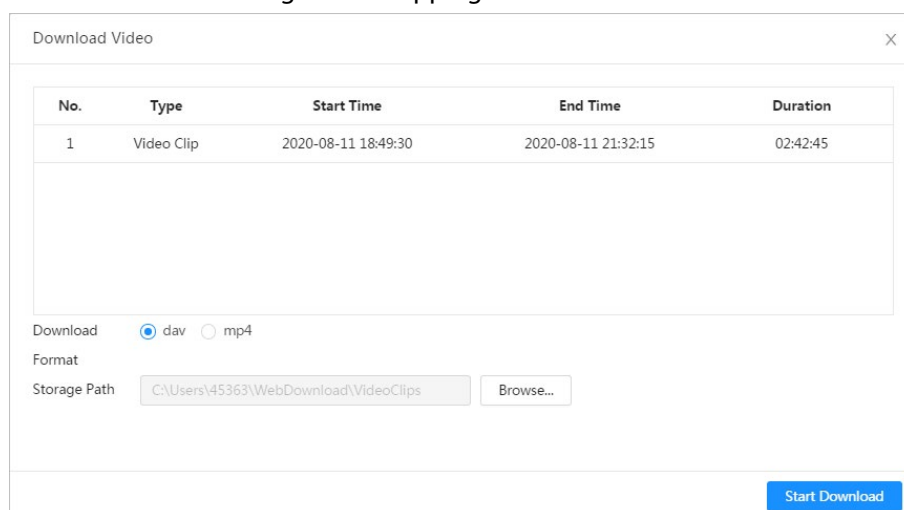 Download Video
No. Type Start Time End Time Duration
1 Video Clip 2020-08-11 18:49:30 2020-08-11 21:32:15 02:42:45
Download dav mp4
Format
Storage Path C:\Users\45363\WebDownload\VideoClips Browse...
Start Download